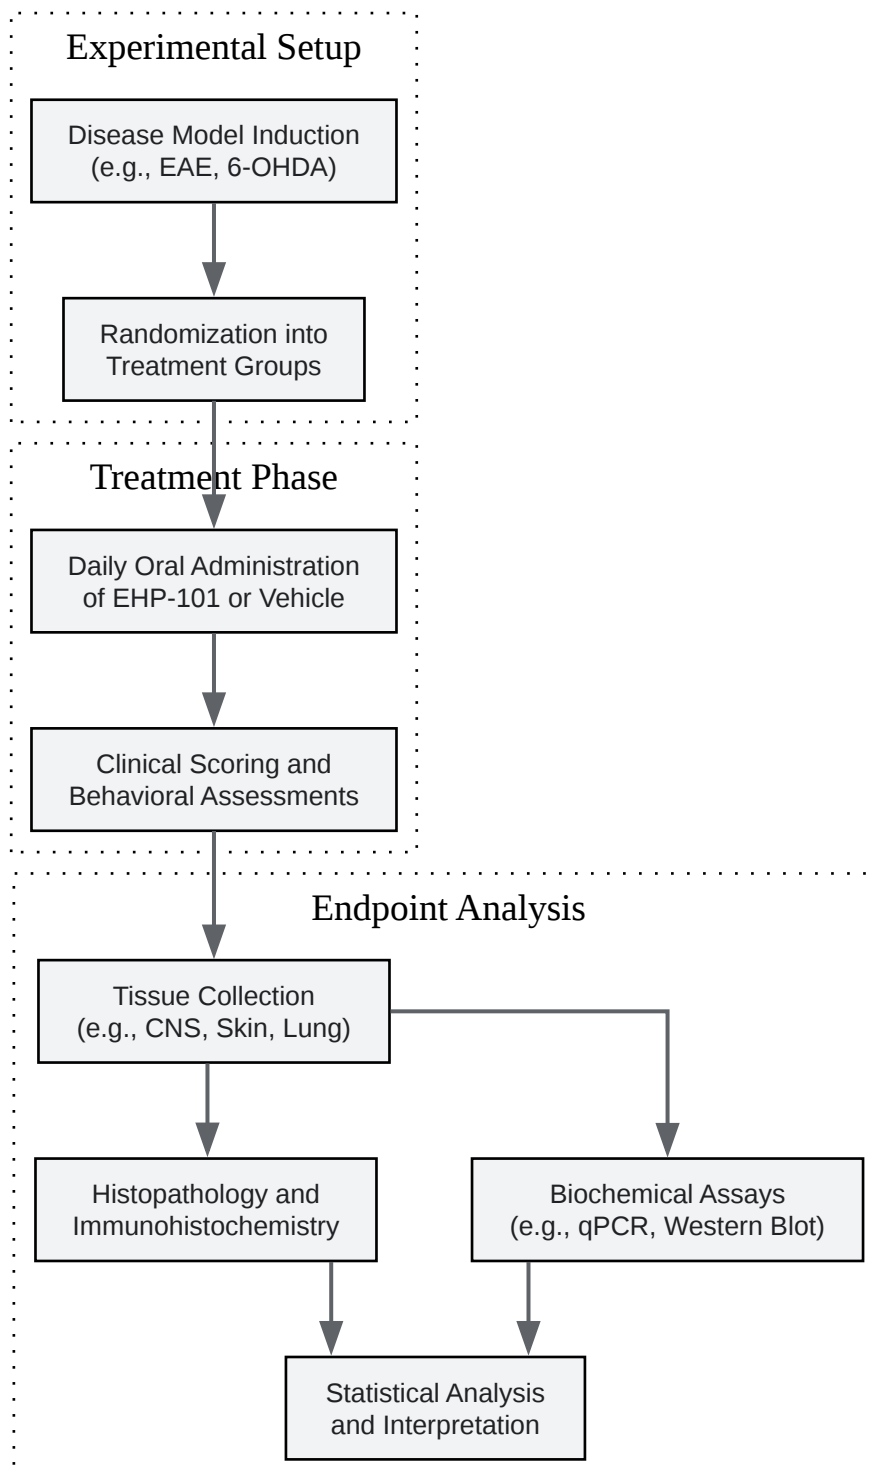 Experimental Setup
Disease Model Induction
(e.g., EAE, 6-OHDA)
Randomization into
Treatment Groups
Treatment Phase
Daily Oral Administration
of EHP-101 or Vehicle
Clinical Scoring and
Behavioral Assessments
Endpoint Analysis
Tissue Collection
(e.g., CNS, Skin, Lung)
Histopathology and
Immunohistochemistry
Biochemical Assays
(e.g., qPCR, Western Blot)
Statistical Analysis
and Interpretation